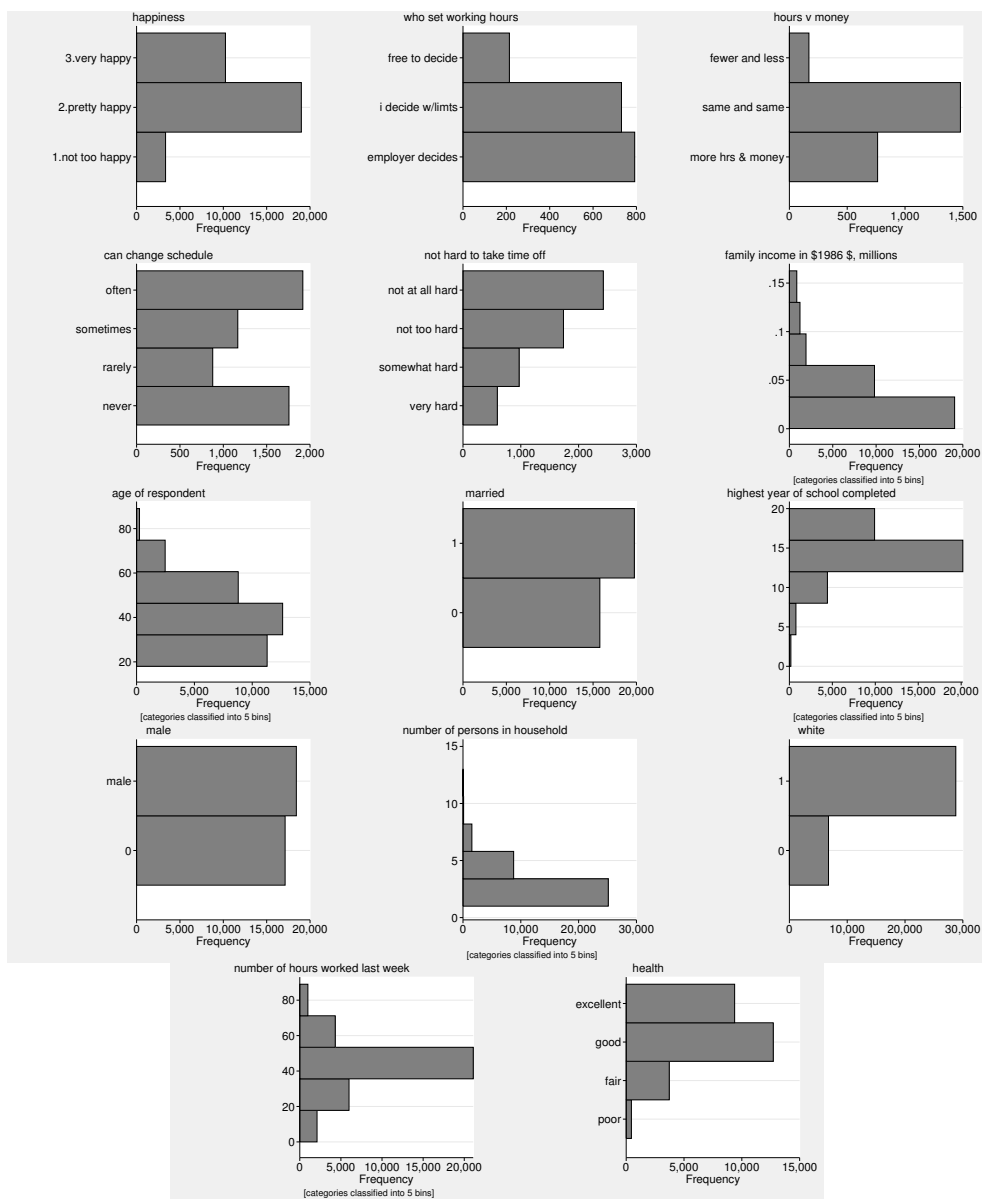 happiness
3.very happy
2.pretty happy
1.not too happy
0 5,000 10,000 15,000 20,000
Frequency
who set working hours
free to decide
i decide w/limts
employer decides
0 200 400 600 800
Frequency
hours v money
fewer and less
same and same
more hrs & money
0 500 1,000 1,500
Frequency
can change schedule
often
sometimes
rarely
never
0 500 1,000 1,500 2,000
Frequency
not hard to take time off
not at all hard
not too hard
somewhat hard
very hard
0 1,000 2,000 3,000
Frequency
family income in $1986 $, millions
.15
.1
.05
0
0 5,000 10,000 15,000 20,000
Frequency
[categories classified into 5 bins]
age of respondent
80
60
40
20
0 5,000 10,000 15,000
Frequency
[categories classified into 5 bins]
married
1
0
0 5,000 10,000 15,000 20,000
Frequency
highest year of school completed
20
15
10
5
0
0 5,000 10,000 15,000 20,000
Frequency
[categories classified into 5 bins]
male
male
0
0 5,000 10,000 15,000 20,000
Frequency
number of persons in household
15
10
5
0
0 10,000 20,000 30,000
Frequency
[categories classified into 5 bins]
white
1
0
0 10,000 20,000 30,000
Frequency
number of hours worked last week
80
60
40
20
0
0 5,000 10,000 15,000 20,000
Frequency
[categories classified into 5 bins]
health
excellent
good
fair
poor
0 5,000 10,000 15,000
Frequency